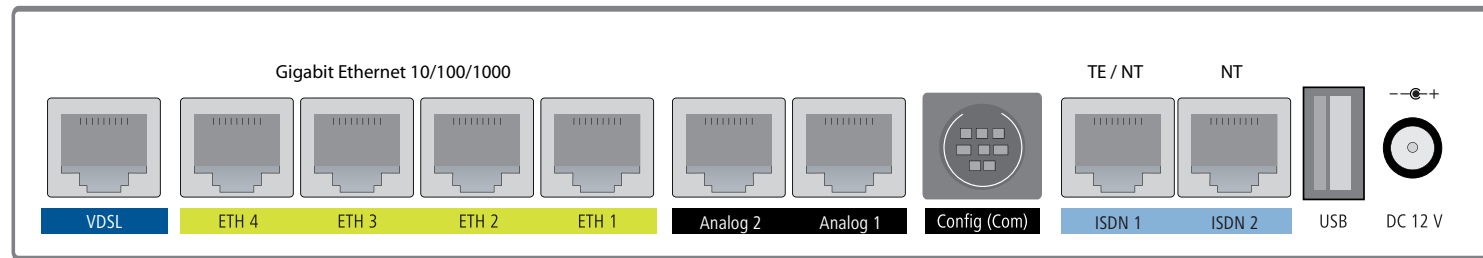 Gigabit Ethernet 10/100/1000 TE / NT NT
VDSL ETH 4 ETH 3 ETH 2 ETH 1 Analog 2 Analog 1 Config (Com) ISDN 1 ISDN 2 USB DC 12 V